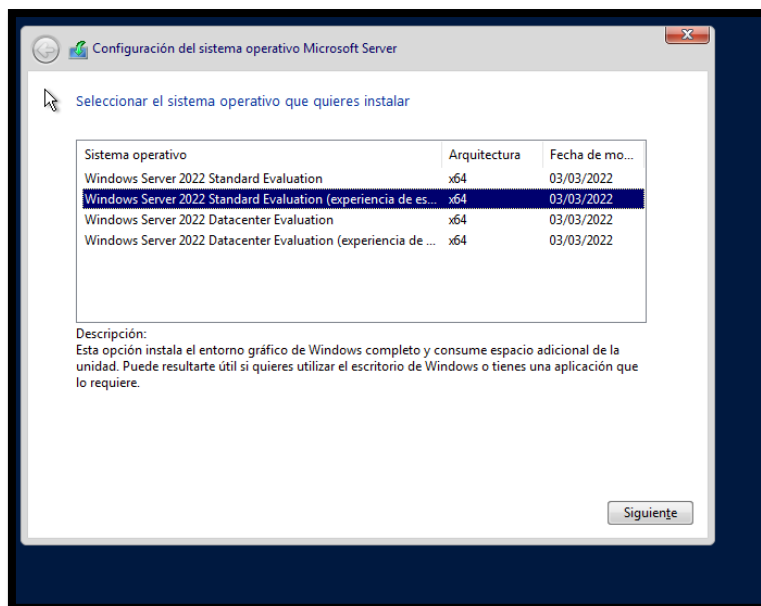 Configuración del sistema operativo Microsoft Server
Seleccionar el sistema operativo que quieres instalar
Sistema operativo Arquitectura Fecha de mo...
Windows Server 2022 Standard Evaluation x64 03/03/2022
Windows Server 2022 Standard Evaluation (experiencia de es... x64 03/03/2022
Windows Server 2022 Datacenter Evaluation x64 03/03/2022
Windows Server 2022 Datacenter Evaluation (experiencia de ... x64 03/03/2022
Descripción:
Esta opción instala el entorno gráfico de Windows completo y consume espacio adicional de la
unidad. Puede resultarte útil si quieres utilizar el escritorio de Windows o tienes una aplicación que
lo requiere.
Siguiente